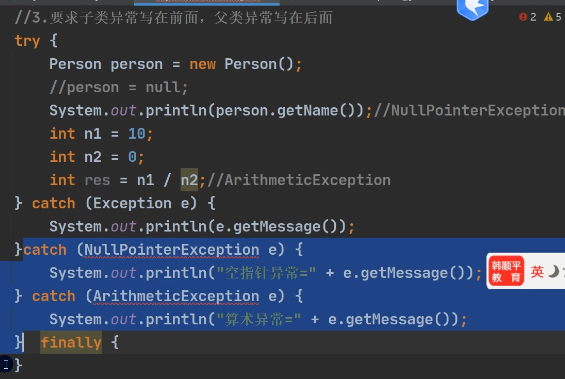 //3.要求子类异常写在前面，父类异常写在后面
2 5
try {
Person person = new Person();
//person = null;
System.out.println(person.getName());//NullPointerException
int n1 = 10;
int n2 = 0;
int res = n1 / n2;//ArithmeticException
} catch (Exception e) {
System.out.println(e.getMessage());
}catch (NullPointerException e) {
System.out.println("空指针异常=" + e.getMessage());
} catch (ArithmeticException e) {
System.out.println("算术异常=" + e.getMessage());
} finally {
}
韩顺平
教育
英